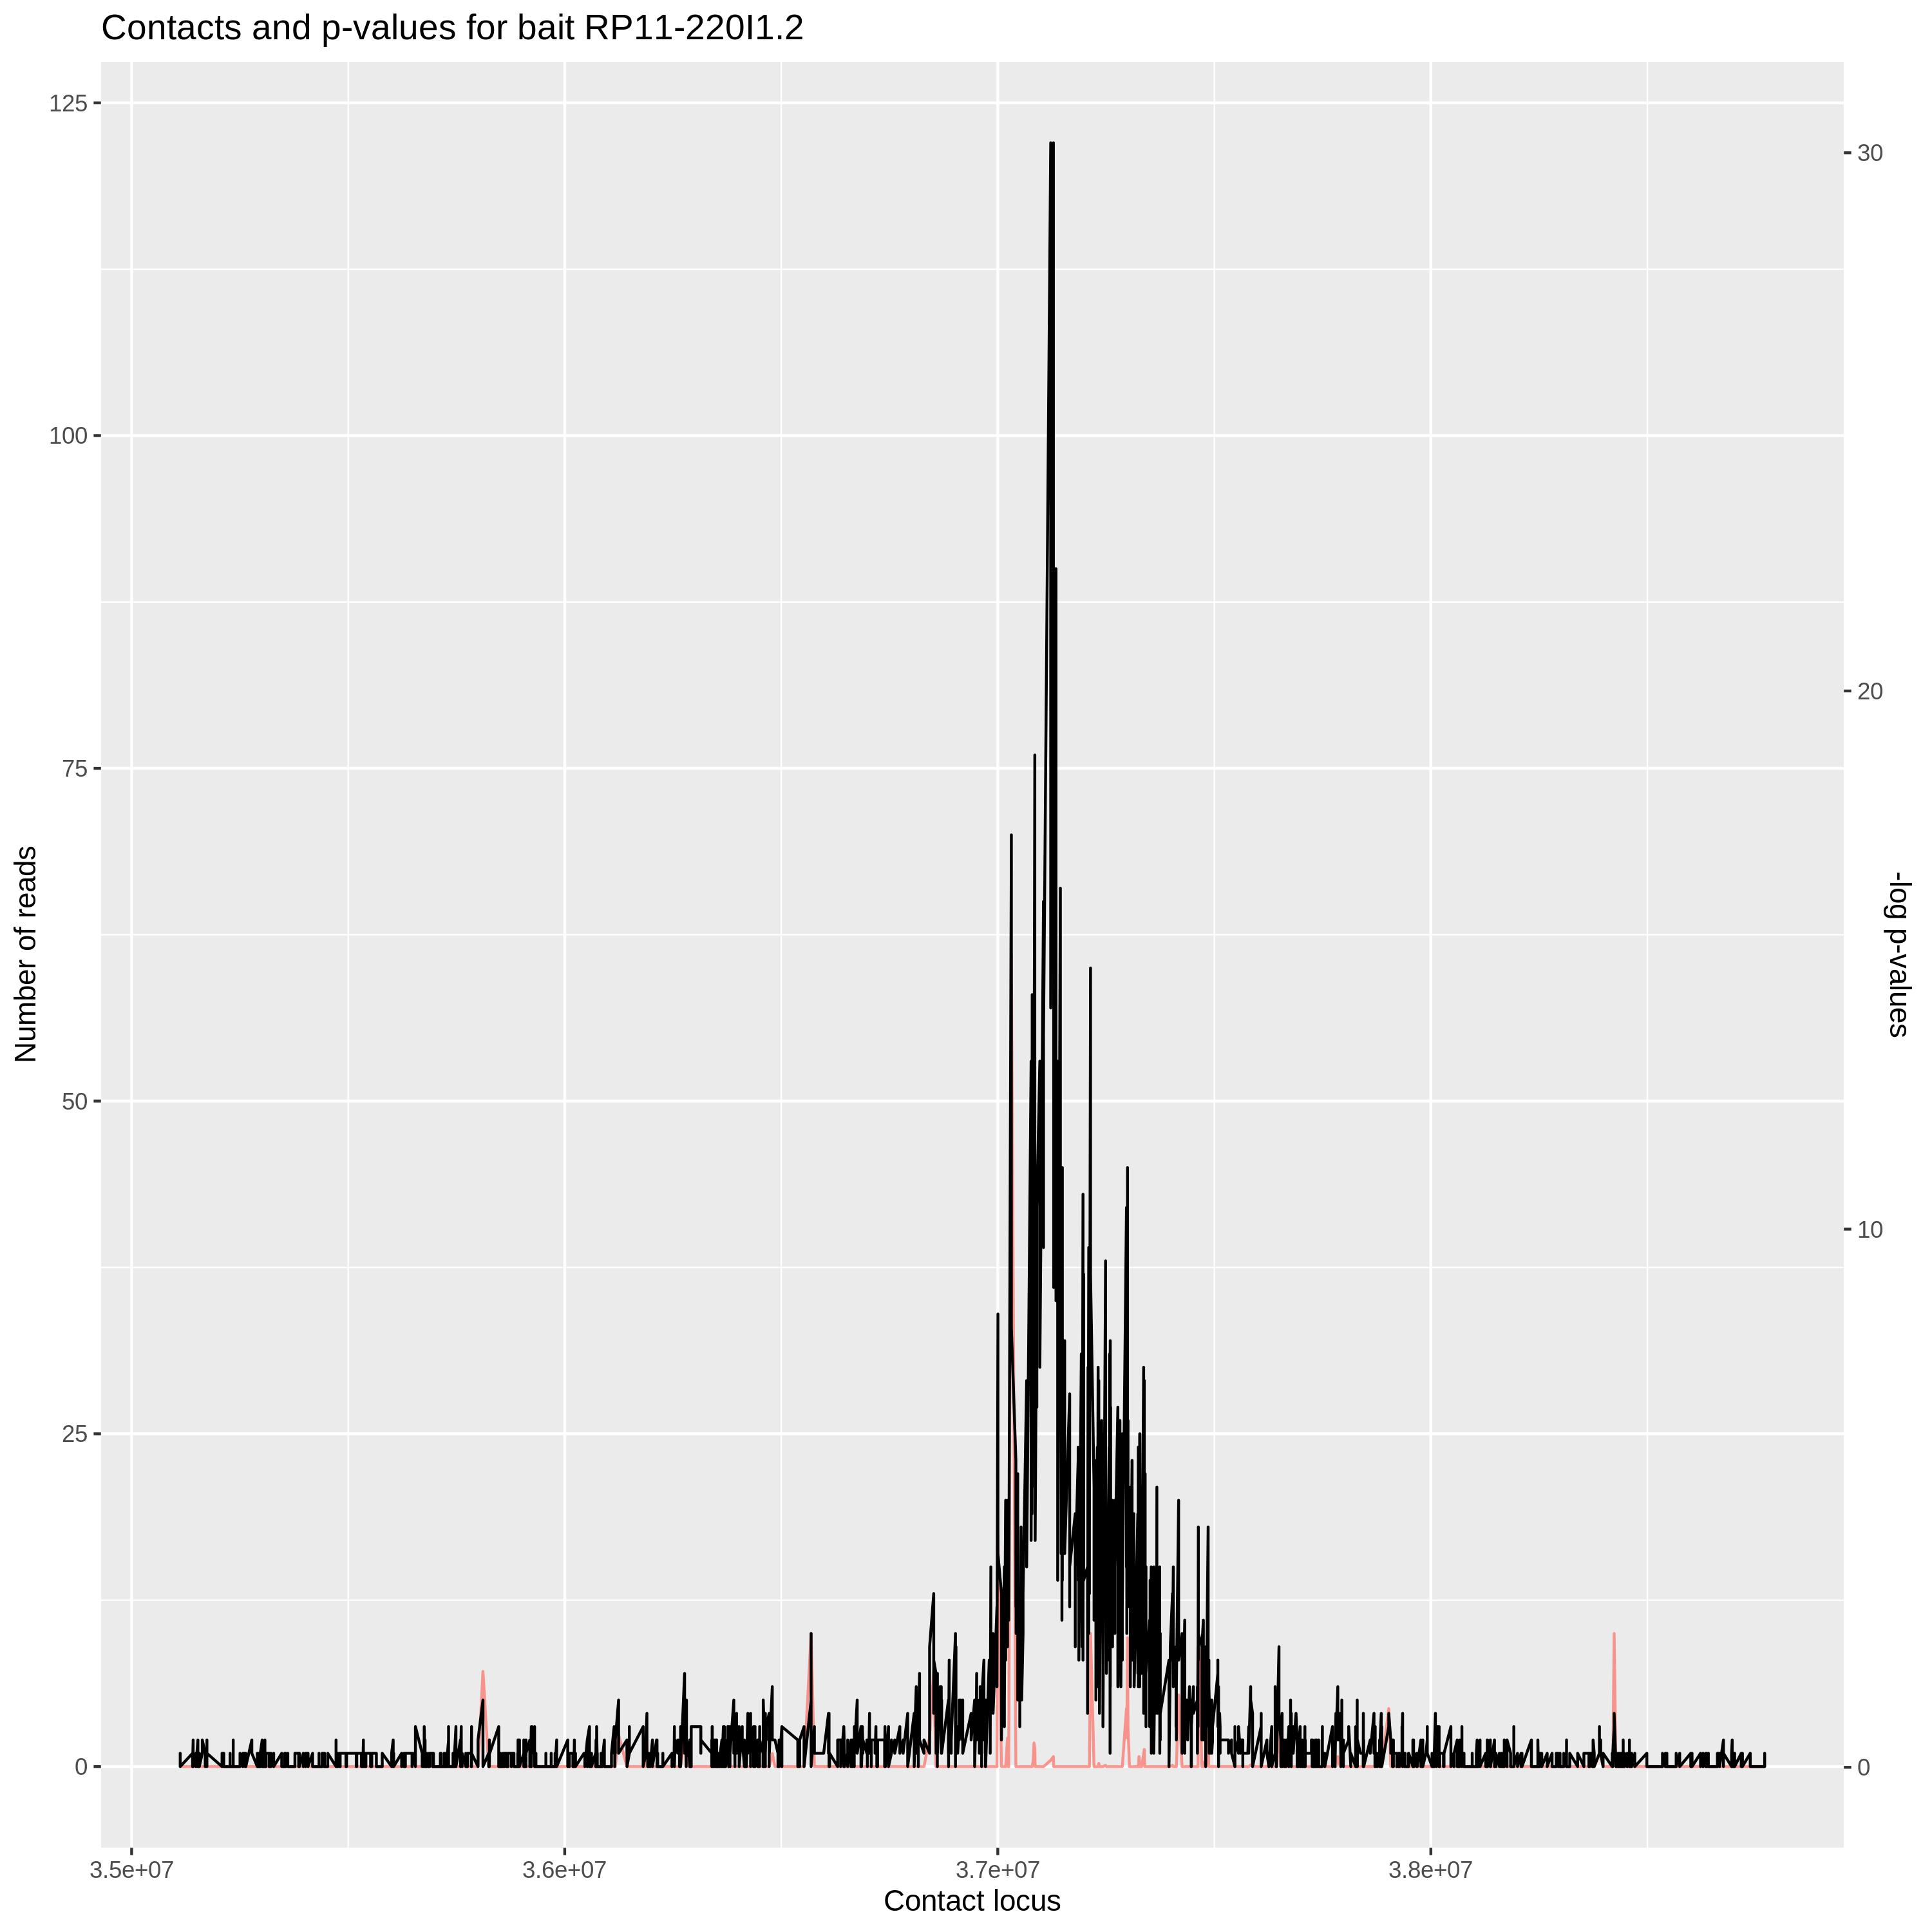 Contacts and p-values for bait RP11-220I1.2
125
100
75
50
25
0
30
20
10
0
Number of reads
-log p-values
3.5e+07 3.6e+07 3.7e+07 3.8e+07
Contact locus